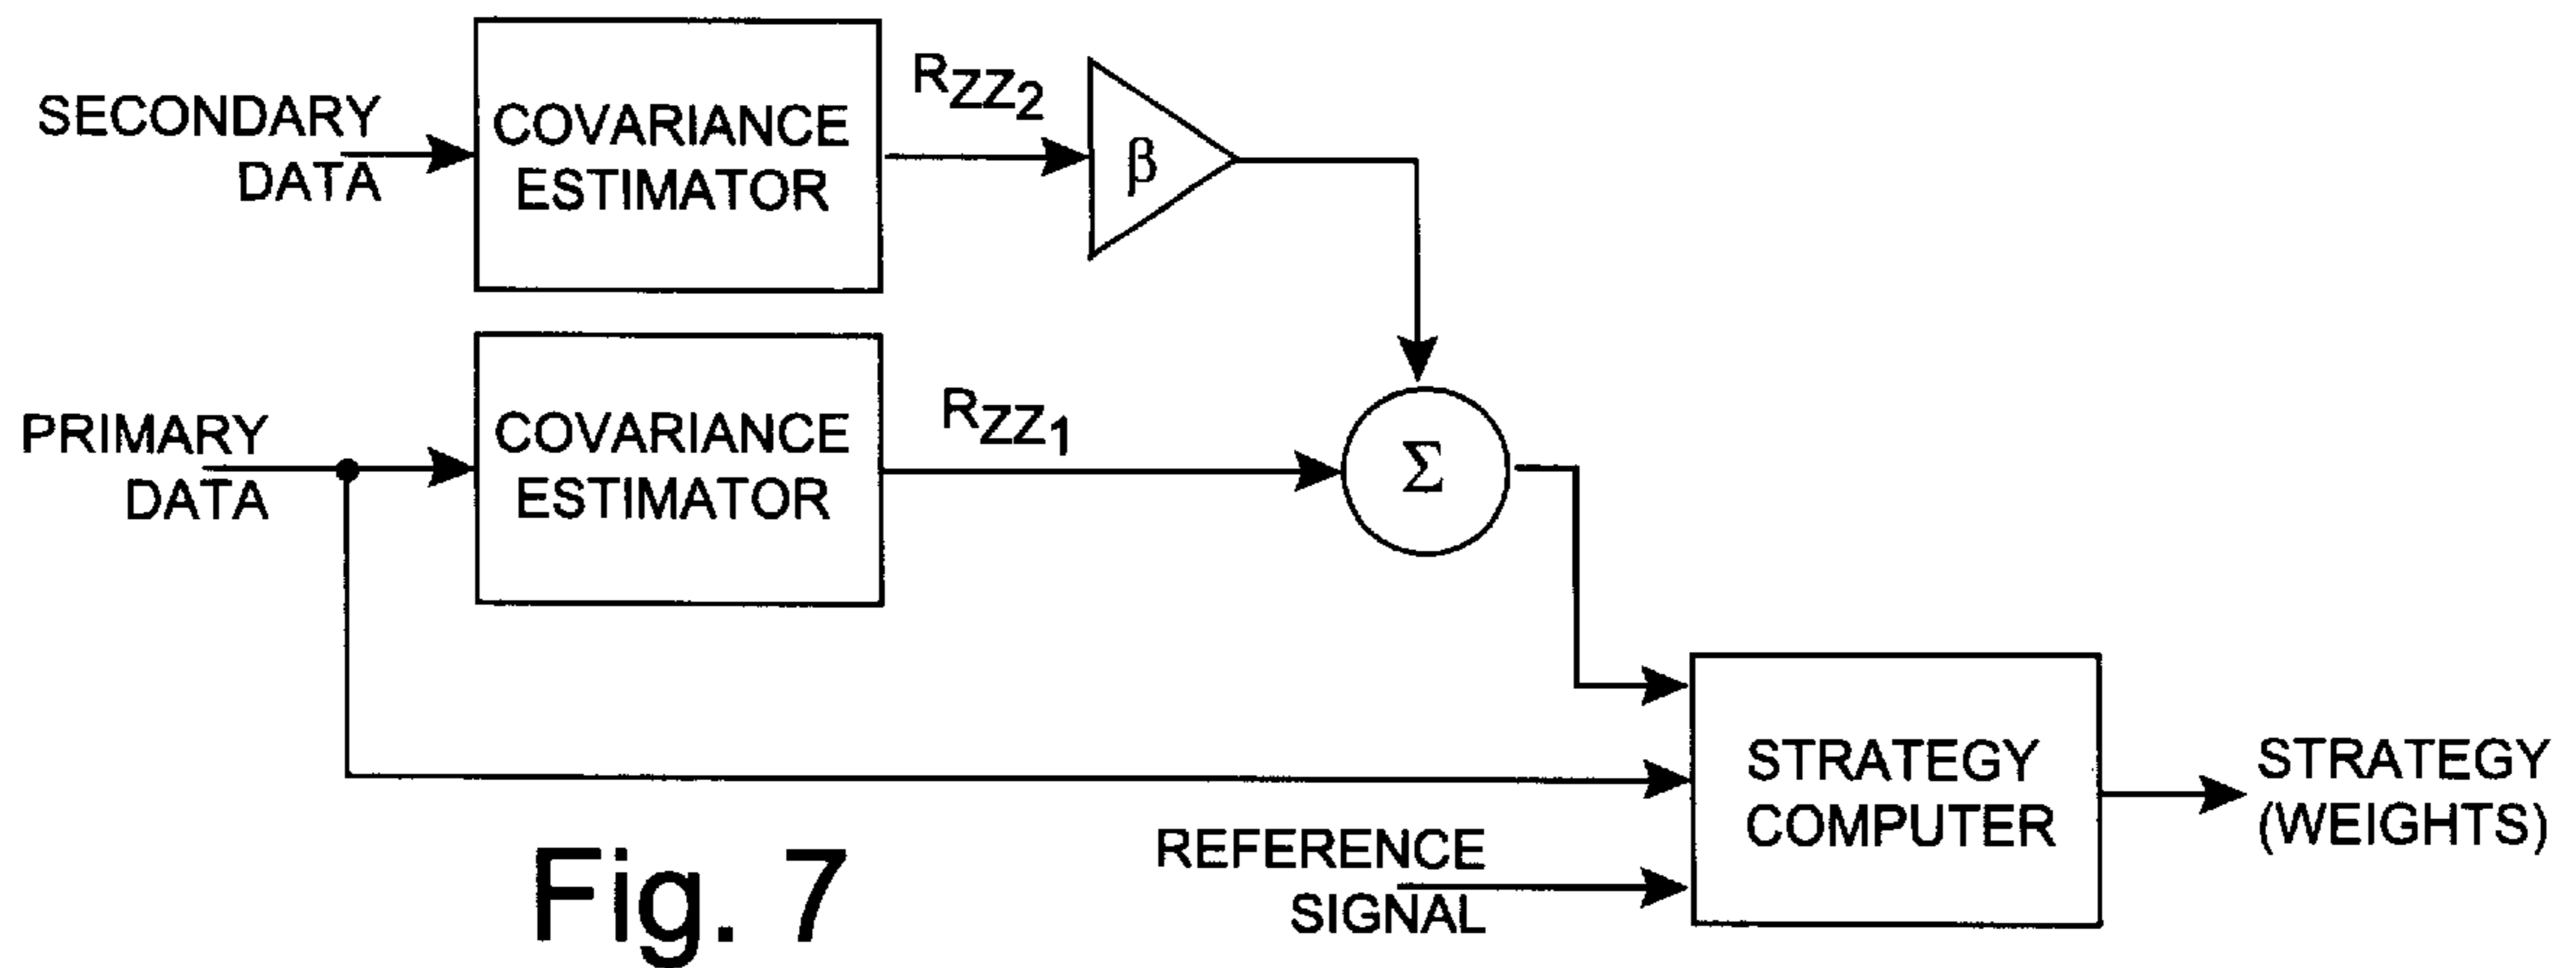 SECONDARY
DATA
COVARIANCE
ESTIMATOR
RZZ2
β
PRIMARY
DATA
COVARIANCE
ESTIMATOR
RZZ1
Σ
REFERENCE
SIGNAL
STRATEGY
COMPUTER
STRATEGY
(WEIGHTS)
Fig. 7